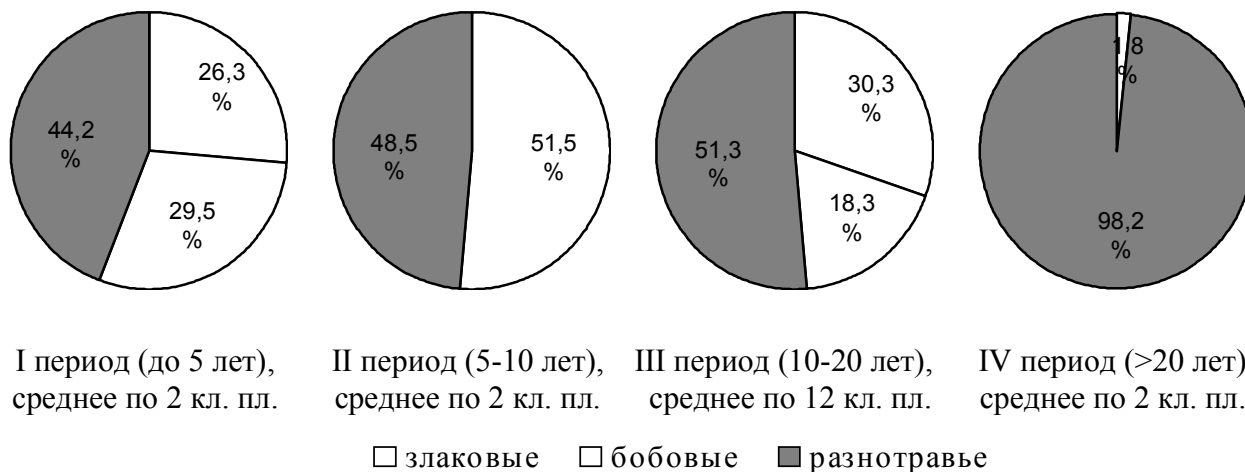 26,3
%
29,5
%
44,2
%
51,5
%
48,5
%
30,3
%
18,3
%
51,3
%
1,8
%
98,2
%
I период (до 5 лет),
среднее по 2 кл. пл.
II период (5-10 лет),
среднее по 2 кл. пл.
III период (10-20 лет),
среднее по 12 кл. пл.
IV период (>20 лет)
среднее по 2 кл. пл.
злаковые бобовые разнотравье